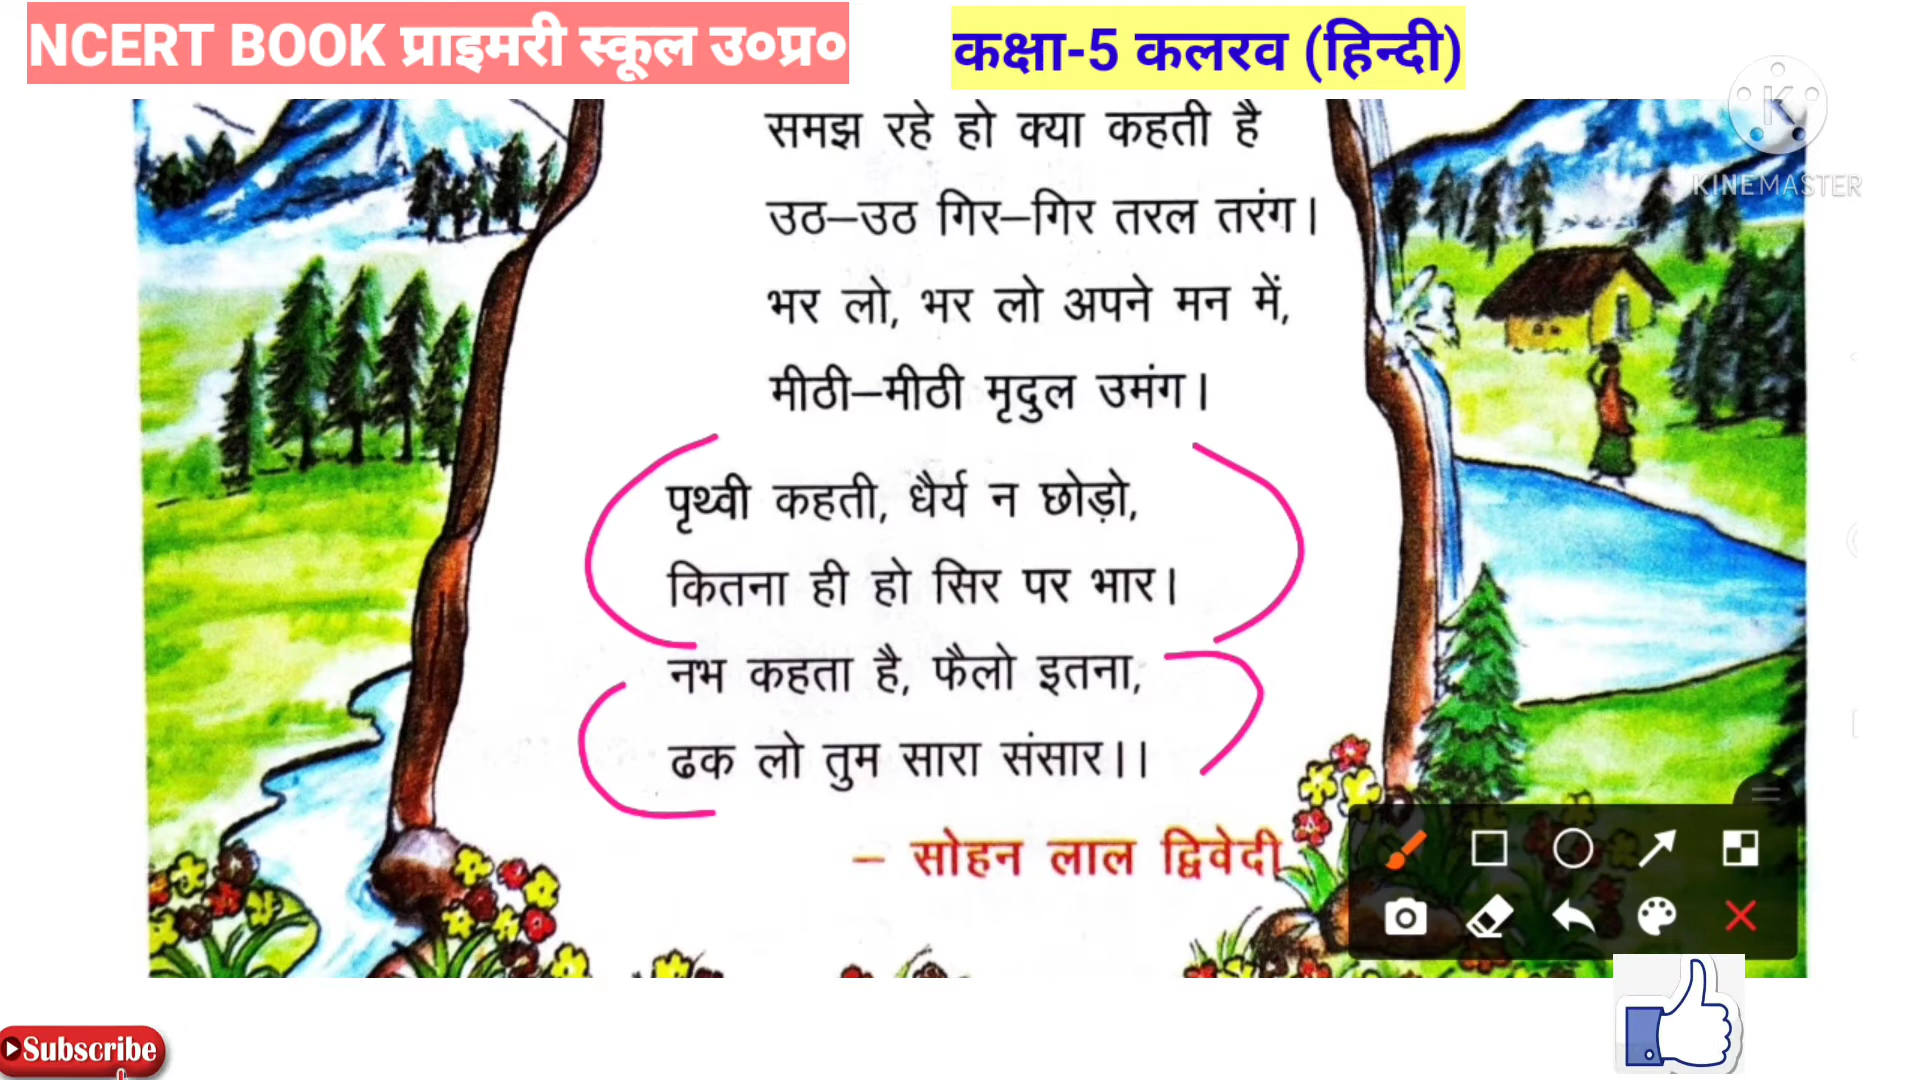 NCERT BOOK प्राइमरी स्कूल उ०प्र०
कक्षा-5 कलरव (हिन्दी)
K
KINEMASTER
समझ रहे हो क्या कहती है
उठ–उठ गिर–गिर तरल तरंग।
भर लो, भर लो अपने मन में,
मीठी–मीठी मृदुल उमंग।
पृथ्वी कहती, धैर्य न छोड़ो,
कितना ही हो सिर पर भार।
नभ कहता है, फैलो इतना,
ढक लो तुम सारा संसार।।
– सोहन लाल द्विवेदी
Subscribe